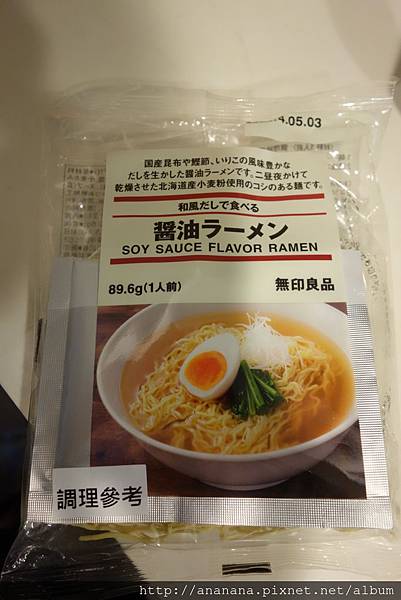 .05.03
国産昆布や鰹節、いりこの風味豊かな
だしを生かした醤油ラーメンです。二昼夜かけて
乾燥させた北海道産小麦粉使用のコシのある麺です。
和風だしで食べる
醤油ラーメン
SOY SAUCE FLAVOR RAMEN
89.6g(1人前)
無印良品
調理參考
http://ananana.pixnet.net/album